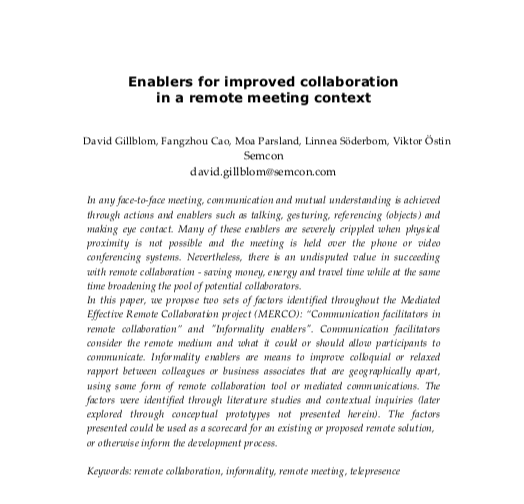 Enablers for improved collaboration
in a remote meeting context
David Gillblom, Fangzhou Cao, Moa Parsland, Linnea Söderbom, Viktor Östin
Semcon
david.gillblom@semcon.com
In any face-to-face meeting, communication and mutual understanding is achieved
through actions and enablers such as talking, gesturing, referencing (objects) and
making eye contact. Many of these enablers are severely crippled when physical
proximity is not possible and the meeting is held over the phone or video
conferencing systems. Nevertheless, there is an undisputed value in succeeding
with remote collaboration - saving money, energy and travel time while at the same
time broadening the pool of potential collaborators.
In this paper, we propose two sets of factors identified throughout the Mediated
Effective Remote Collaboration project (MERCO): "Communication facilitators in
remote collaboration" and "Informality enablers". Communication facilitators
consider the remote medium and what it could or should allow participants to
communicate. Informality enablers are means to improve colloquial or relaxed
rapport between colleagues or business associates that are geographically apart,
using some form of remote collaboration tool or mediated communications. The
factors were identified through literature studies and contextual inquiries (later
explored through conceptual prototypes not presented herein). The factors
presented could be used as a scorecard for an existing or proposed remote solution,
or otherwise inform the development process.
Keywords: remote collaboration, informality, remote meeting, telepresence